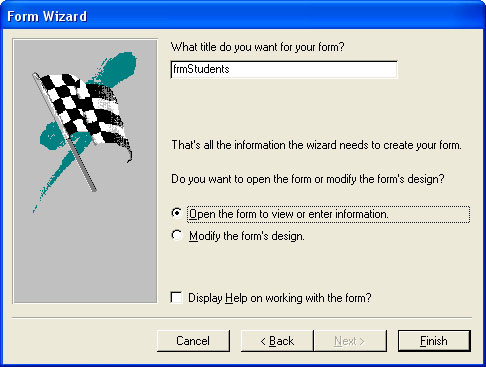 Form Wizard
What title do you want for your form?
frmStudents
That's all the information the wizard needs to create your form.
Do you want to open the form or modify the form's design?
Open the form to view or enter information.
Modify the form's design.
Display Help on working with the form?
Cancel
< Back
Next >
Finish